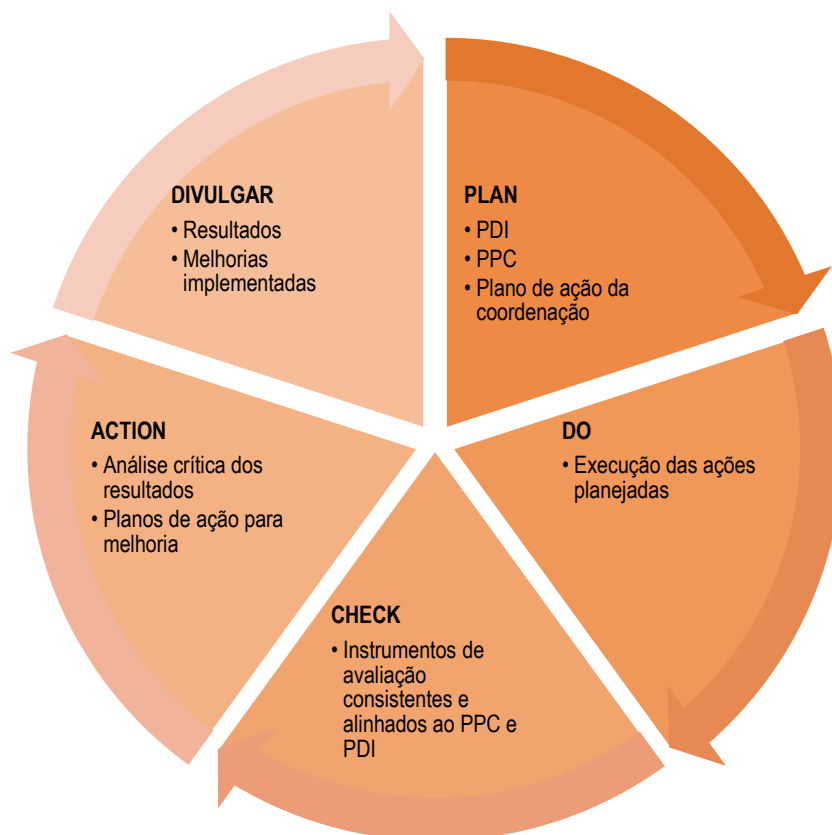 DIVULGAR
• Resultados
• Melhorias
implementadas
PLAN
• PDI
• PPC
• Plano de ação da
coordenação
DO
• Execução das ações
planejadas
CHECK
• Instrumentos de
avaliação
consistentes e
alinhados ao PPC e
PDI
ACTION
• Análise crítica dos
resultados
• Planos de ação para
melhoria